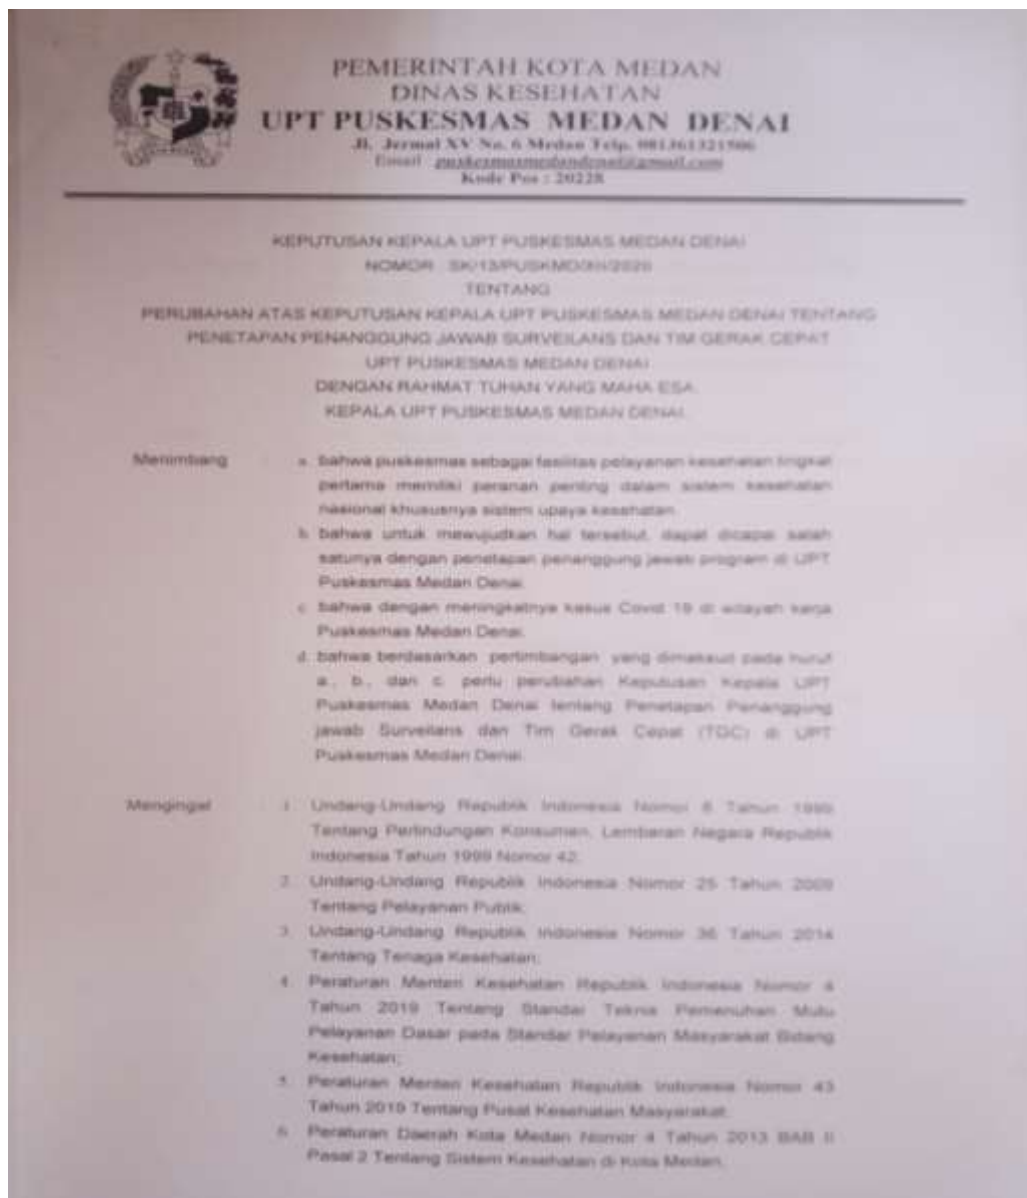 PEMERINTAH KOTA MEDAN
DINAS KESEHATAN
UPT PUSKESMAS MEDAN DENAI
Jl. Jermal XV No. 6 Medan Telp. 081361321506
Email puskesmasmedandenai@gmail.com
Kode Pos : 20228
KEPUTUSAN KEPALA UPT PUSKESMAS MEDAN DENAI
NOMOR
TENTANG
PERUBAHAN ATAS KEPUTUSAN KEPALA UPT PUSKESMAS MEDAN DENAI TENTANG
PENETAPAN PENANGGUNG JAWAB SURVEILANS DAN TIM GERAK CEPAT
UPT PUSKESMAS MEDAN DENAI
DENGAN RAHMAT TUHAN YANG MAHA ESA
KEPALA UPT PUSKESMAS MEDAN DENAI,
Menimbang : a. bahwa puskesmas sebagai fasilitas pelayanan kesehatan tingkat
pertama memiliki peranan penting dalam sistem kesehatan
nasional khususnya sistem upaya kesehatan
b. bahwa untuk mewujudkan hal tersebut, dapat dicapai salah
satunya dengan penetapan penanggung jawab program di UPT
Puskesmas Medan Denai.
c. bahwa dengan meningkatnya kasus Covid 19 di wilayah kerja
Puskesmas Medan Denai.
d. bahwa berdasarkan pertimbangan yang dimaksud pada huruf
a., b., dan c. perlu perubahan Keputusan Kepala UPT
Puskesmas Medan Denai tentang Penetapan Penanggung
jawab Surveilans dan Tim Gerak Cepat (TGC) di UPT
Puskesmas Medan Denai.
Mengingat : 1. Undang-Undang Republik Indonesia Nomor 8 Tahun 1999
Tentang Perlindungan Konsumen, Lembaran Negara Republik
Indonesia Tahun 1999 Nomor 42;
2. Undang-Undang Republik Indonesia Nomor 25 Tahun 2009
Tentang Pelayanan Publik;
3. Undang-Undang Republik Indonesia Nomor 36 Tahun 2014
Tentang Tenaga Kesehatan;
4. Peraturan Menteri Kesehatan Republik Indonesia Nomor 4
Tahun 2019 Tentang Standar Teknis Pemenuhan Mutu
Pelayanan Dasar pada Standar Pelayanan Masyarakat Bidang
Kesehatan;
5. Peraturan Menteri Kesehatan Republik Indonesia Nomor 43
Tahun 2019 Tentang Pusat Kesehatan Masyarakat;
6. Peraturan Daerah Kota Medan Nomor 4 Tahun 2013 BAB II
Pasal 2 Tentang Sistem Kesehatan di Kota Medan;